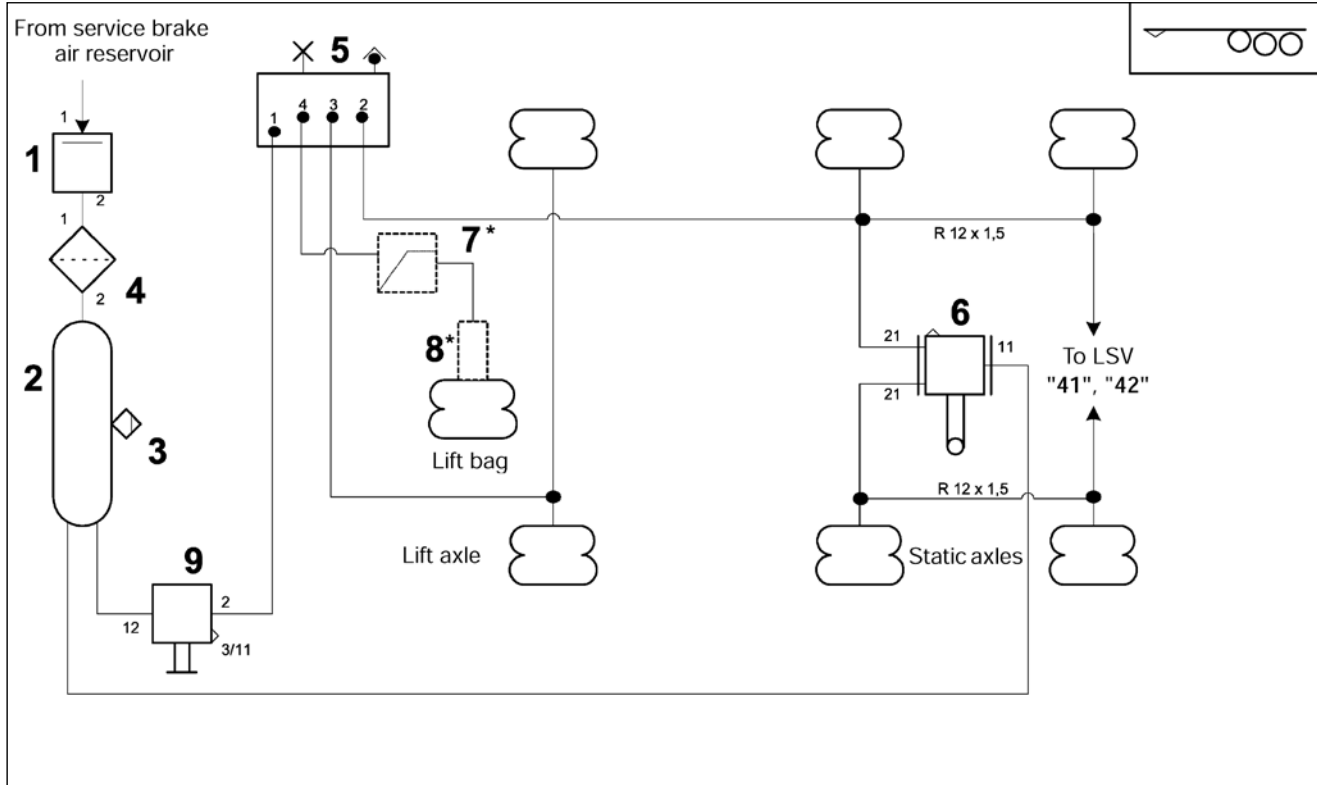 From service brake
air reservoir
1
1
2
1
4
2
2
3
5
1 4 3 2
7*
8*
Lift bag
Lift axle
9
12
2
3/11
R 12 x 1,5
6
21
11
21
To LSV
"41", "42"
R 12 x 1,5
Static axles